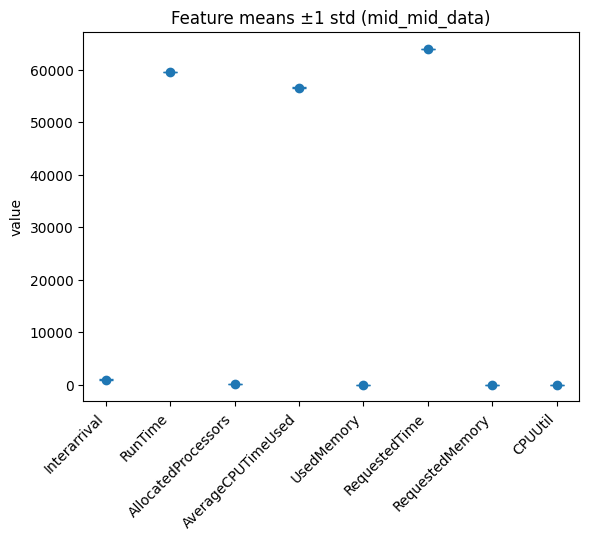 Feature means ±1 std (mid_mid_data)
value
60000
50000
40000
30000
20000
10000
0
Interarrival
RunTime
AllocatedProcessors
AverageCPUTimeUsed
UsedMemory
RequestedTime
RequestedMemory
CPUUtil